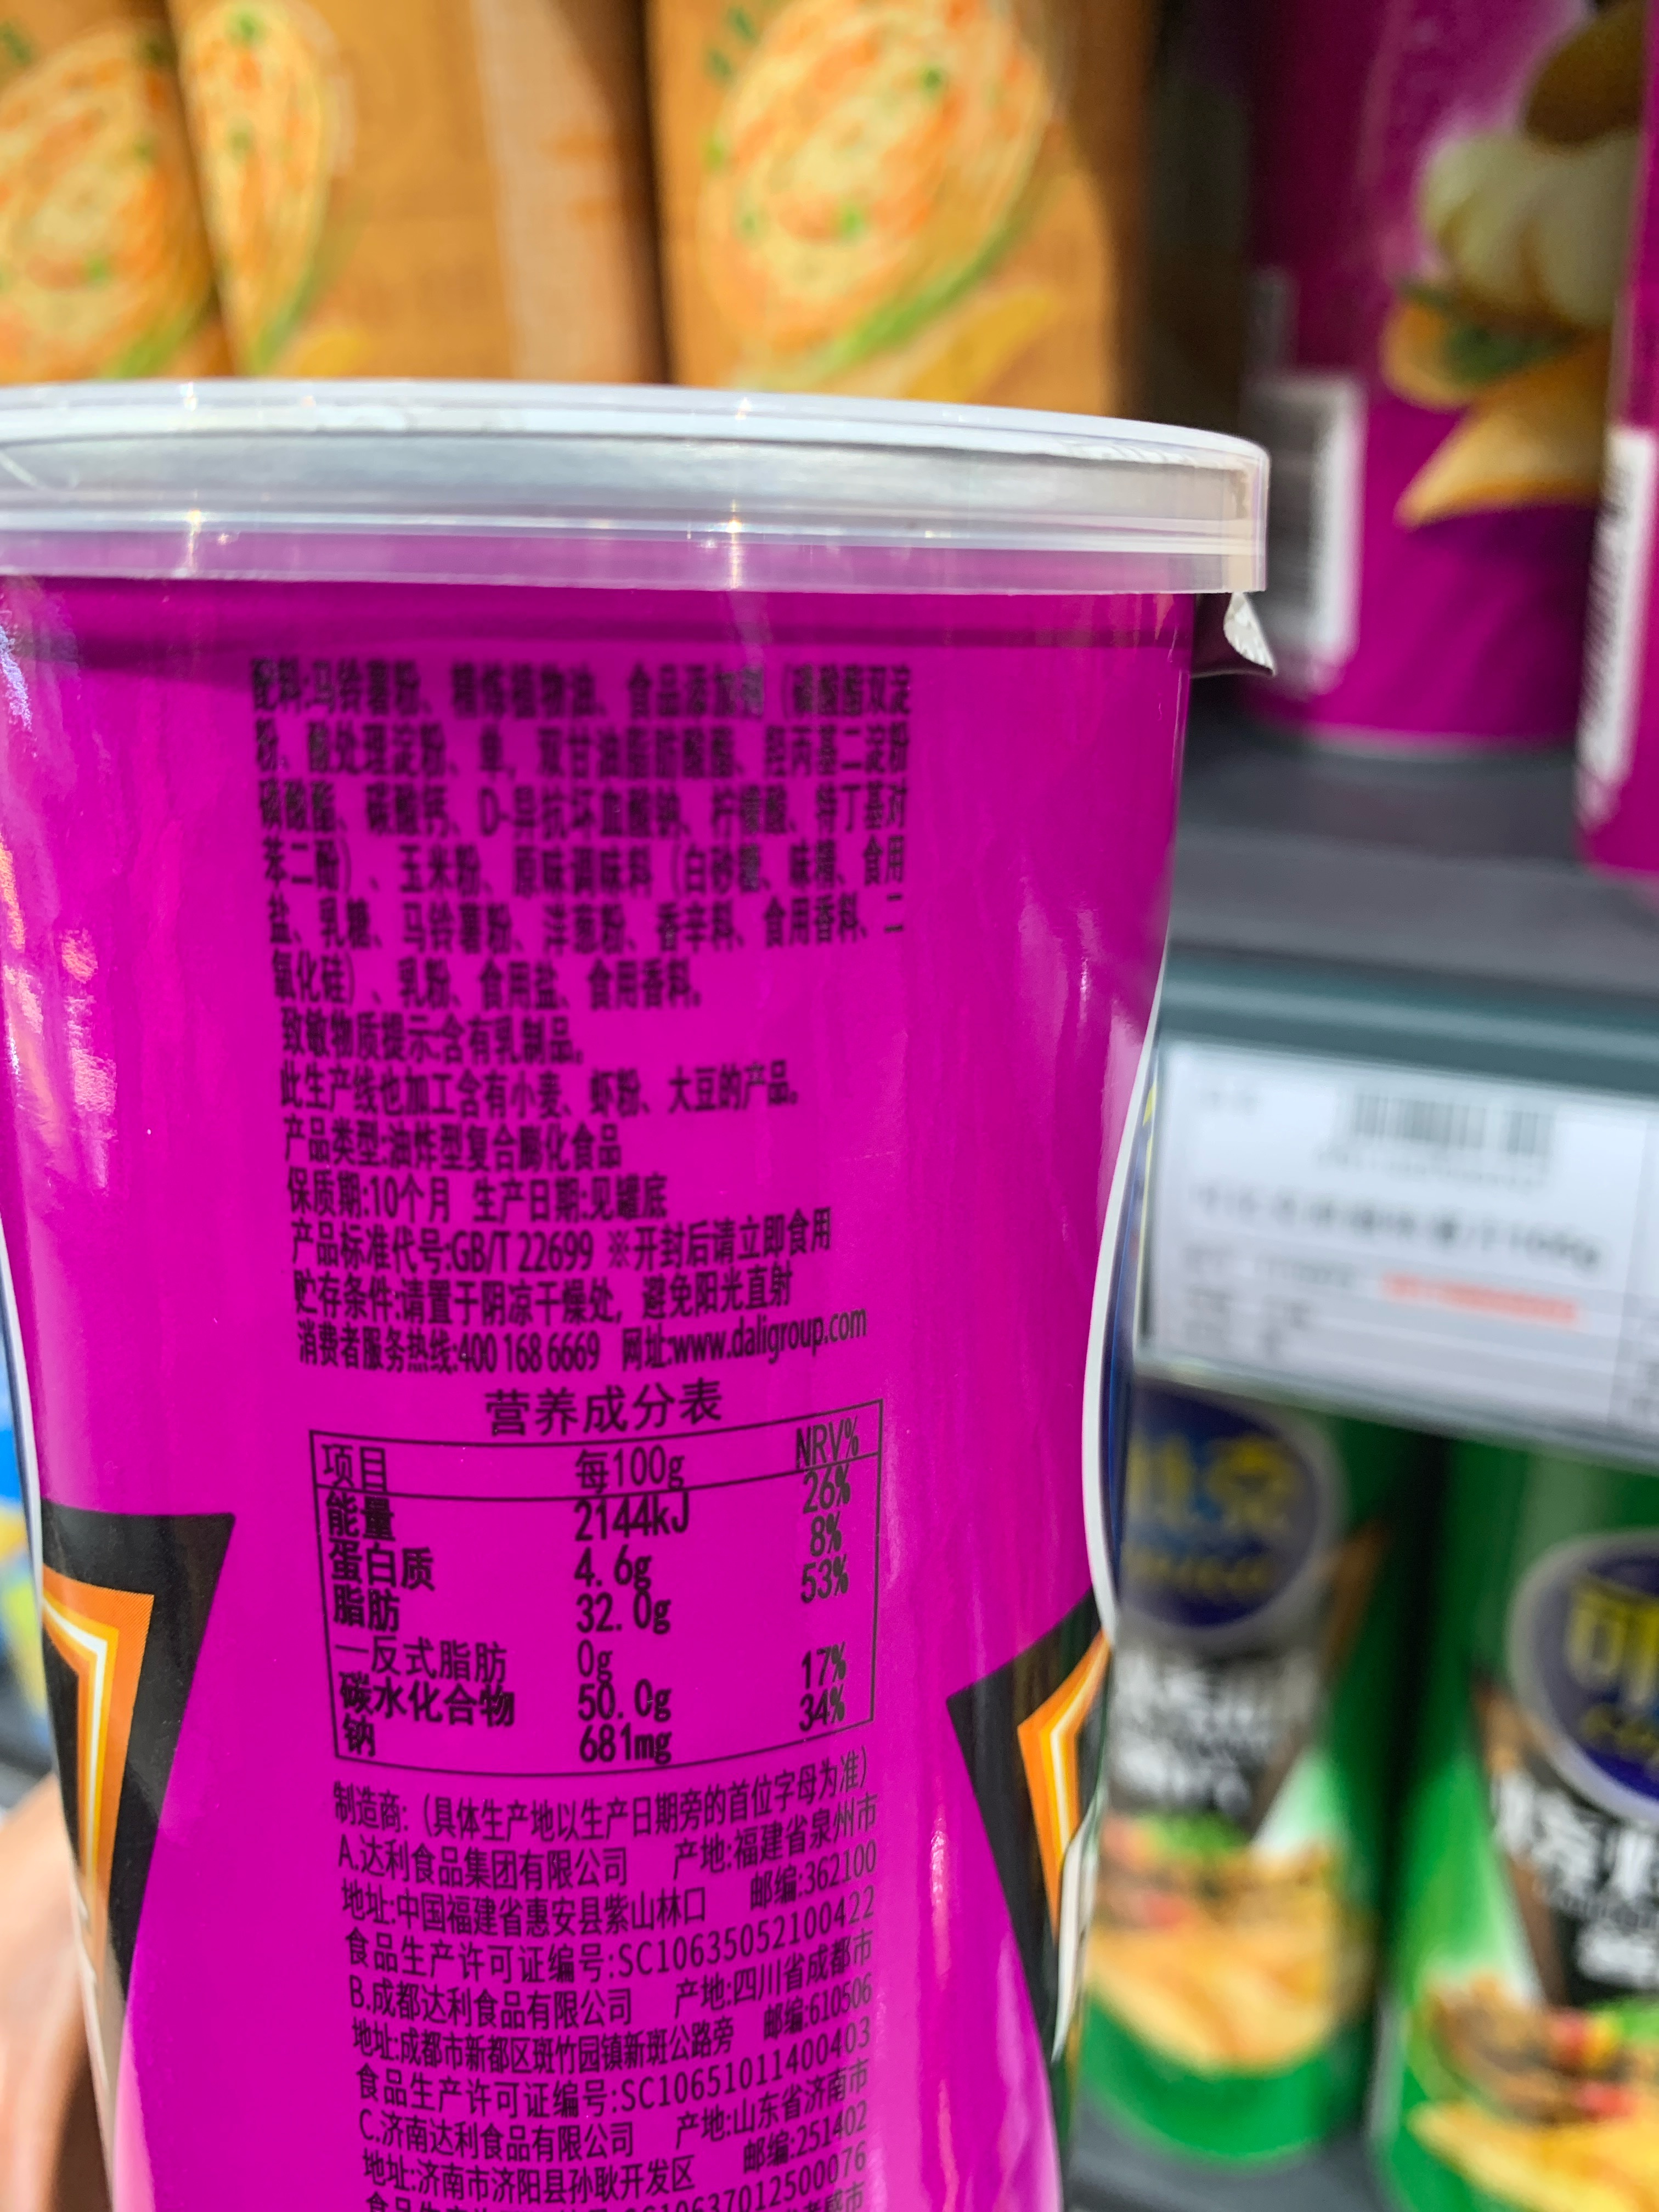 配料:马铃薯粉、精炼植物油、食品添加剂（磷酸酯双淀
粉、酸处理淀粉、单，双甘油脂肪酸酯、羟丙基二淀粉
磷酸酯、碳酸钙、D-异抗坏血酸钠、柠檬酸、特丁基对
苯二酚）、玉米粉、原味调味料（白砂糖、味精、食用
盐、乳糖、马铃薯粉、洋葱粉、香辛料、食用香料、二
氧化硅）、乳粉、食用盐、食用香料。
致敏物质提示:含有乳制品。
此生产线也加工含有小麦、虾粉、大豆的产品。
产品类型:油炸型复合膨化食品
保质期:10个月 生产日期:见罐底
产品标准代号:GB/T 22699 ※开封后请立即食用
贮存条件:请置于阴凉干燥处，避免阳光直射
消费者服务热线:400 168 6669 网址:www.daligroup.com
营养成分表
项目 每100g NRV%
能量 2144kJ 26%
蛋白质 4.6g 8%
脂肪 32.0g 53%
—反式脂肪 0g
碳水化合物 50.0g 17%
钠 681mg 34%
制造商:（具体生产地以生产日期旁的首位字母为准）
A.达利食品集团有限公司 产地:福建省泉州市
地址:中国福建省惠安县紫山林口 邮编:362100
食品生产许可证编号:SC10635052100422
B.成都达利食品有限公司 产地:四川省成都市
地址:成都市新都区斑竹园镇新斑公路旁 邮编:610506
食品生产许可证编号:SC10651011400403
C.济南达利食品有限公司 产地:山东省济南市
地址:济南市济阳县孙耿开发区 邮编:251402